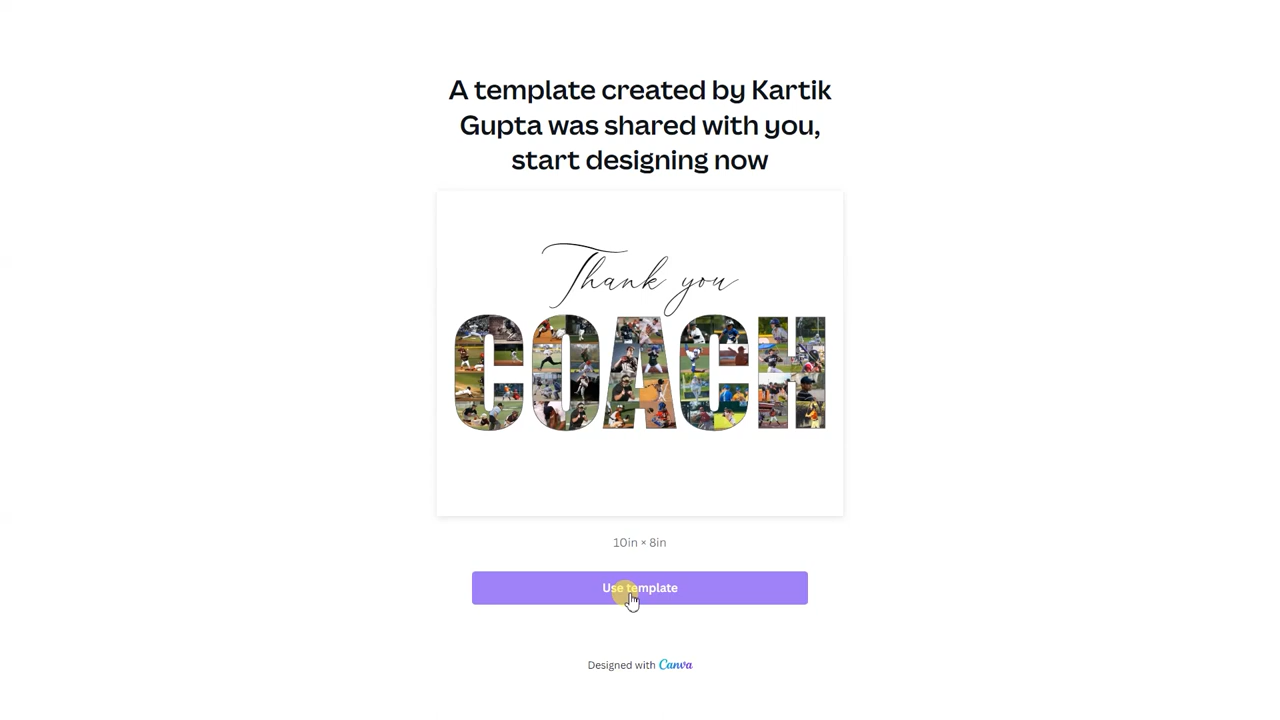 A template created by Kartik
Gupta was shared with you,
start designing now
Thank you
COACH
10in × 8in
Use template
Designed with Canva